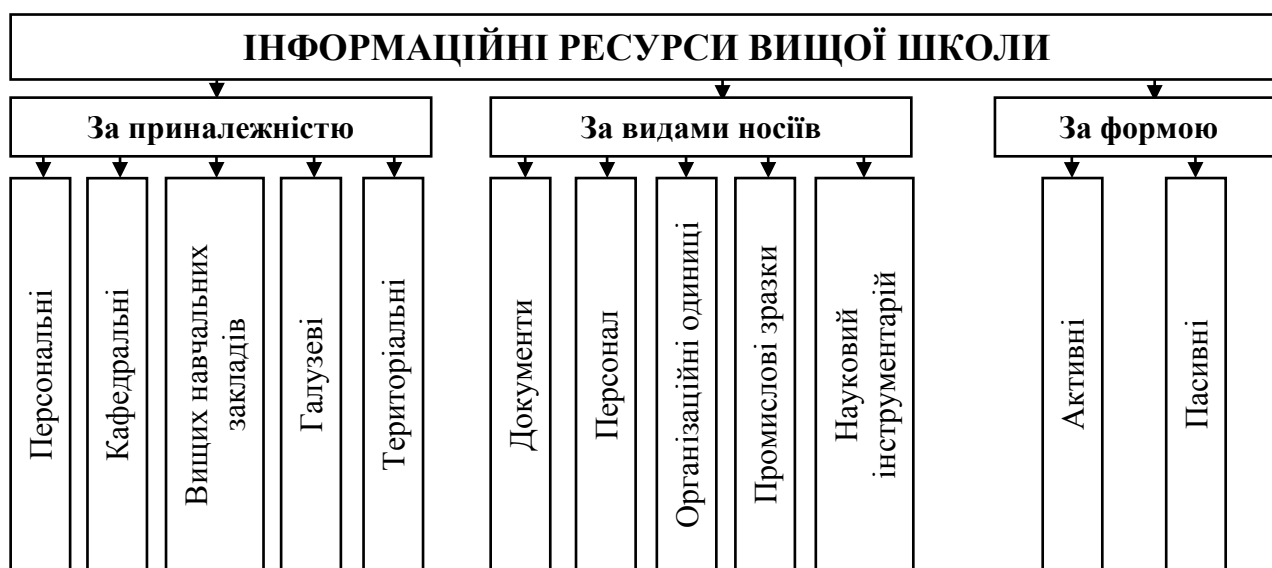 ІНФОРМАЦІЙНІ РЕСУРСИ ВИЩОЇ ШКОЛИ
За приналежністю
За видами носіїв
За формою
Персональні
Кафедральні
Вищих навчальних
закладів
Галузеві
Територіальні
Документи
Персонал
Організаційні одиниці
Промислові зразки
Науковий
інструментарій
Активні
Пасивні